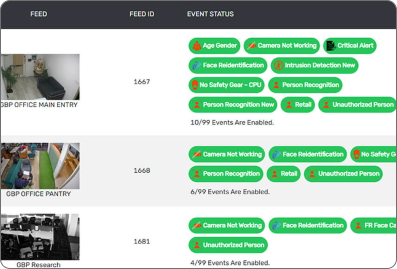 FEED FEED ID EVENT STATUS
Age Gender Camera Not Working Critical Alert
Face Reidentification Intrusion Detection New
1667
No Safety Gear - CPU Person Recognition
GBP OFFICE MAIN ENTRY
Person Recognition New Retail Unauthorized Person
10/99 Events Are Enabled.
Camera Not Working Face Reidentification No Safety G
1668
Person Recognition Retail Unauthorized Person
GBP OFFICE PANTRY
6/99 Events Are Enabled.
Camera Not Working Face Reidentification FR Face Ca
1681
Unauthorized Person
GBP Research
4/99 Events Are Enabled.